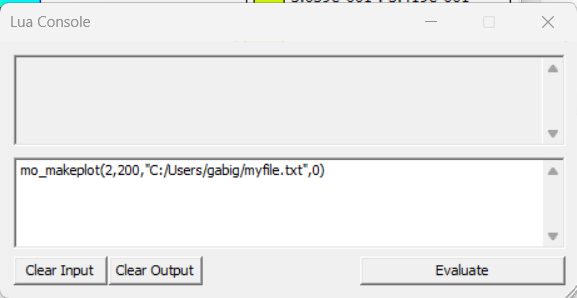 Lua Console
mo_makeplot(2,200,"C:/Users/gabig/myfile.txt",0)
Clear Input
Clear Output
Evaluate